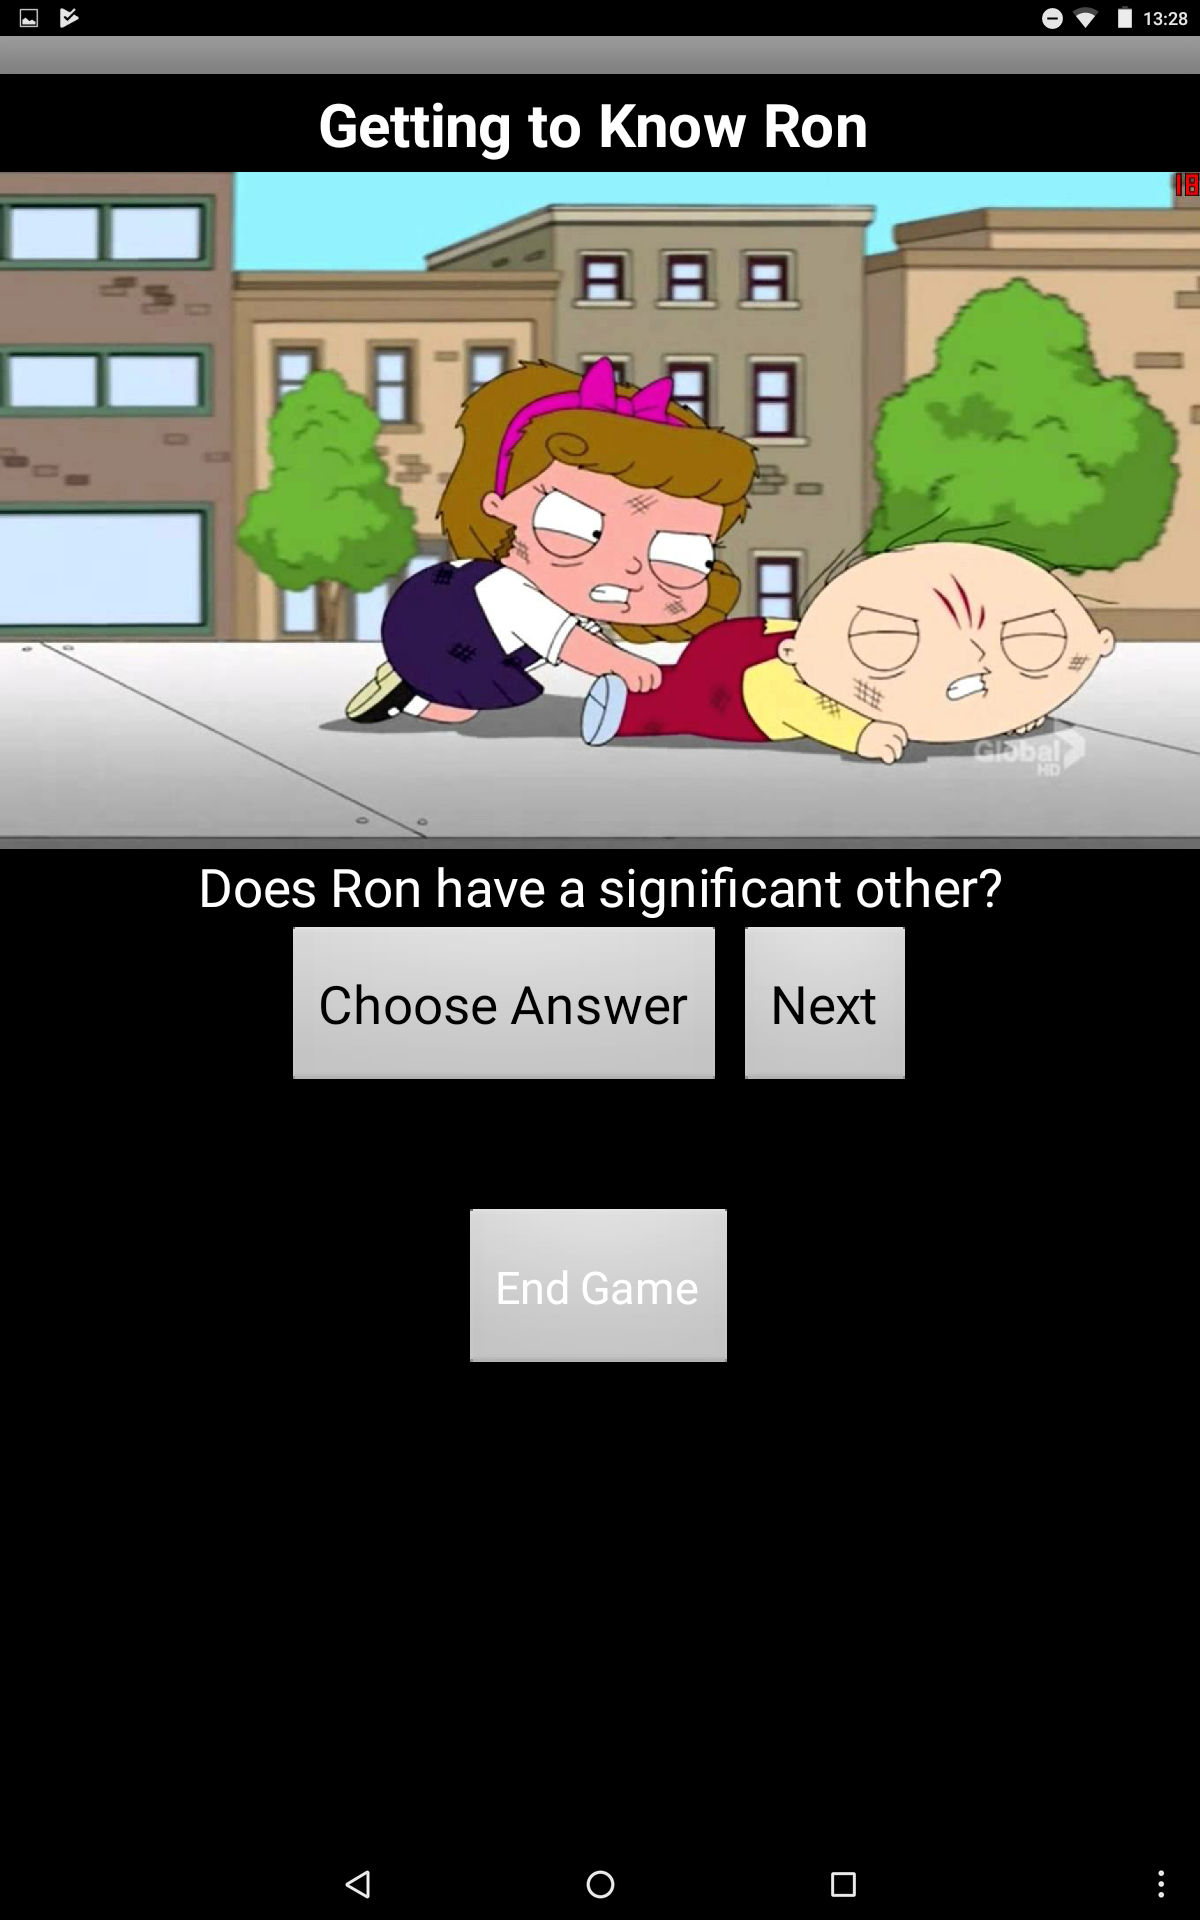 13:28
Getting to Know Ron
18
Global
HD
Does Ron have a significant other?
Choose Answer
Next
End Game